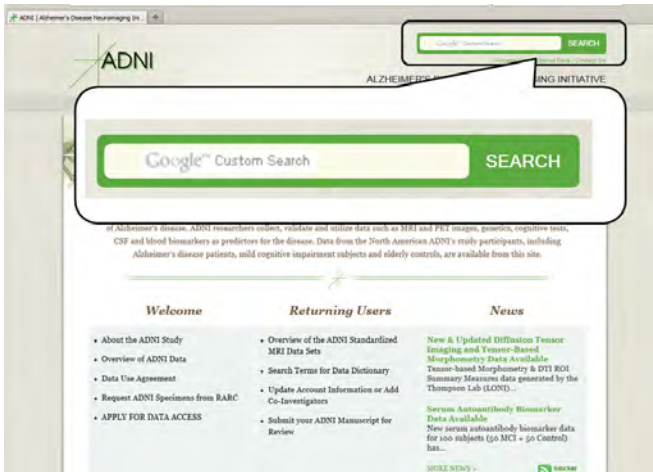 ADNI | Alzheimer's Disease Neuroimaging Ini...
ADNI
Google™ Custom Search SEARCH
ALZHEIMER'S ING INITIATIVE
Google™ Custom Search SEARCH
of Alzheimer's disease. ADNI researchers collect, validate and utilize data such as MRI and PET images, genetics, cognitive tests,
CSF and blood biomarkers as predictors for the disease. Data from the North American ADNI's study participants, including
Alzheimer's disease patients, mild cognitive impairment subjects and elderly controls, are available from this site.
Welcome
• About the ADNI Study
• Overview of ADNI Data
• Data Use Agreement
• Request ADNI Specimens from RARC
• APPLY FOR DATA ACCESS
Returning Users
• Overview of the ADNI Standardized
MRI Data Sets
• Search Terms for Data Dictionary
• Update Account Information or Add
Co-Investigators
• Submit your ADNI Manuscript for
Review
News
New & Updated Diffusion Tensor
Imaging and Tensor-Based
Morphometry Data Available
Tensor-based Morphometry & DTI ROI
Summary Measures data generated by the
Thompson Lab (LONI)...
Serum Autoantibody Biomarker
Data Available
New serum autoantibody biomarker data
for 100 subjects (50 MCI + 50 Control)
has...
MORE NEWS >